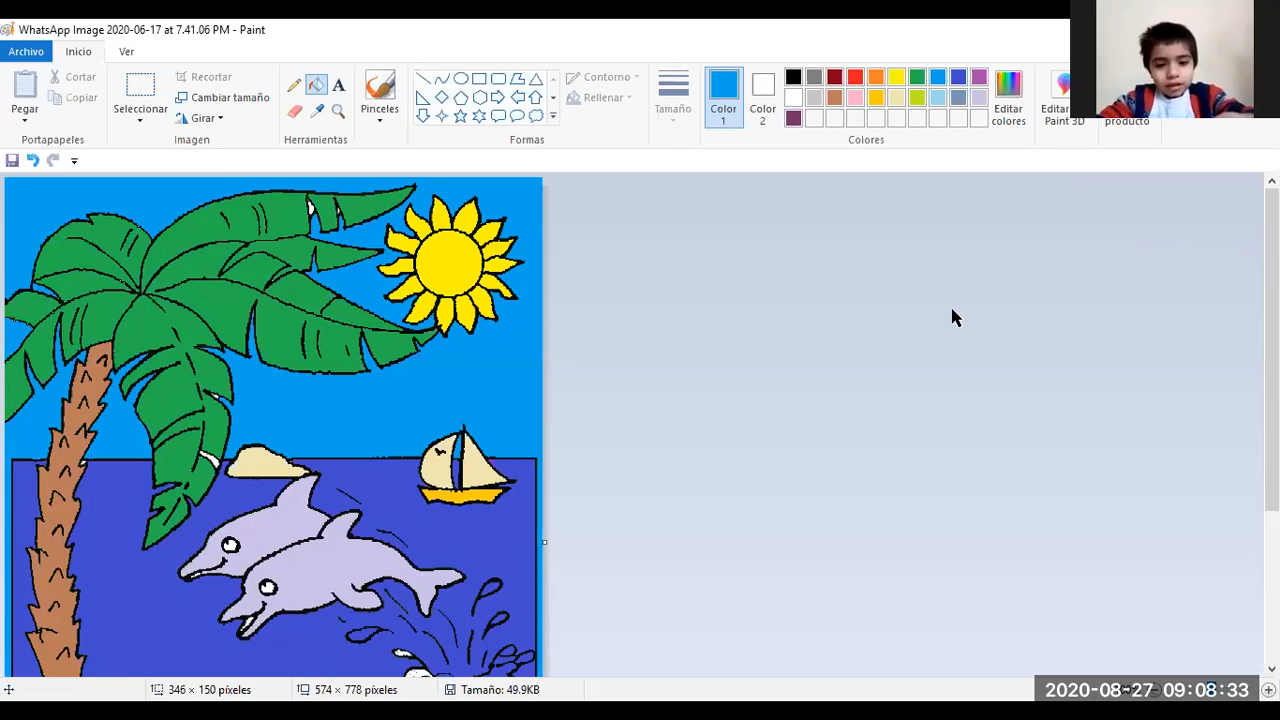 WhatsApp Image 2020-06-17 at 7.41.06 PM - Paint
Archivo Inicio Ver
Pegar
Cortar
Copiar
Portapapeles
Seleccionar
Recortar
Cambiar tamaño
Girar
Imagen
A
Herramientas
Pinceles
Contorno
Rellenar
Formas
Tamaño
Color
1
Color
2
Editar
colores
Colores
Editar
Paint 3D
producto
346 × 150 píxeles
574 × 778 píxeles
Tamaño: 49.9KB
2020-08-27 09:08:33